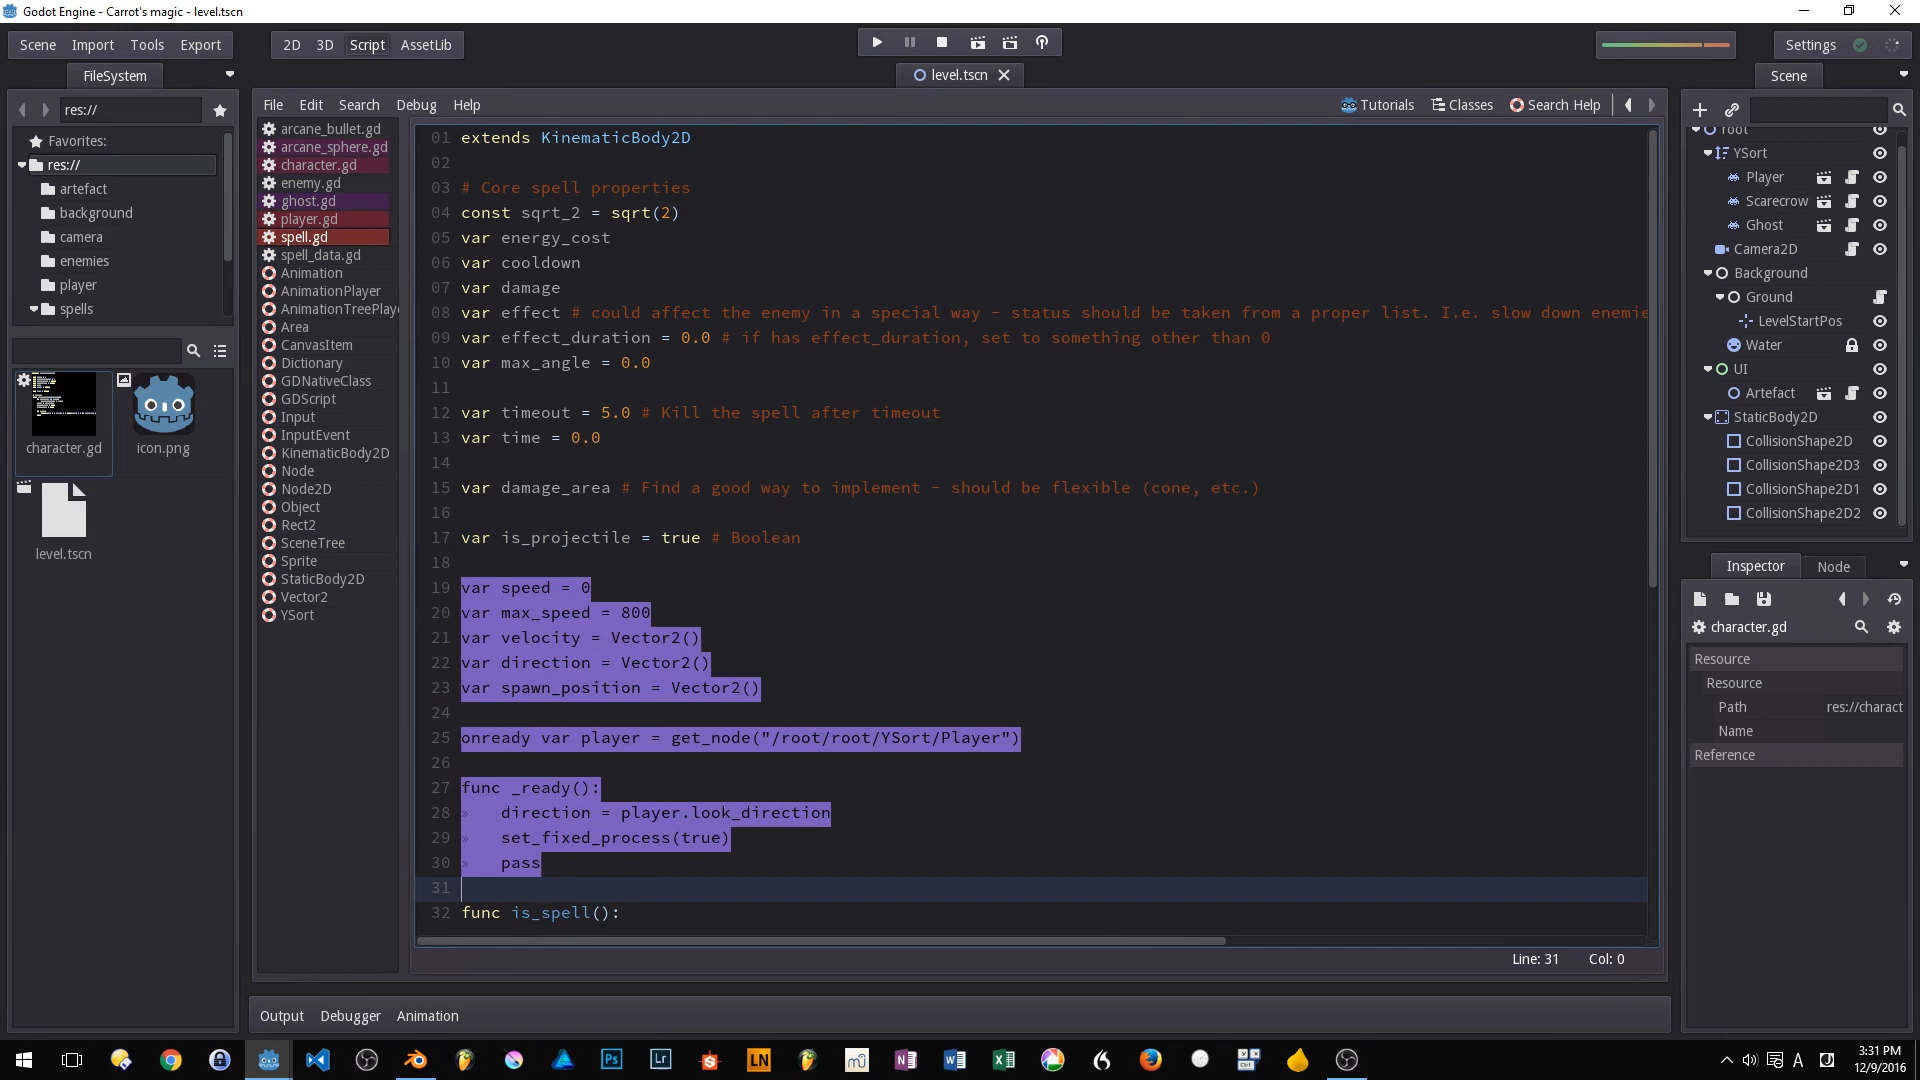 Godot Engine - Carrot's magic - level.tscn
Scene Import Tools Export
2D 3D Script AssetLib
Settings
FileSystem
level.tscn
Scene
res://
File Edit Search Debug Help
Tutorials Classes Search Help
Favorites:
res://
artefact
background
camera
enemies
player
spells
character.gd
icon.png
level.tscn
arcane_bullet.gd
arcane_sphere.gd
character.gd
enemy.gd
ghost.gd
player.gd
spell.gd
spell_data.gd
Animation
AnimationPlayer
AnimationTreePlaye
Area
CanvasItem
Dictionary
GDNativeClass
GDScript
Input
InputEvent
KinematicBody2D
Node
Node2D
Object
Rect2
SceneTree
Sprite
StaticBody2D
Vector2
YSort
01 extends KinematicBody2D
02
03 # Core spell properties
04 const sqrt_2 = sqrt(2)
05 var energy_cost
06 var cooldown
07 var damage
08 var effect # could affect the enemy in a special way - status should be taken from a proper list. I.e. slow down enemie
09 var effect_duration = 0.0 # if has effect_duration, set to something other than 0
10 var max_angle = 0.0
11
12 var timeout = 5.0 # Kill the spell after timeout
13 var time = 0.0
14
15 var damage_area # Find a good way to implement - should be flexible (cone, etc.)
16
17 var is_projectile = true # Boolean
18
19 var speed = 0
20 var max_speed = 800
21 var velocity = Vector2()
22 var direction = Vector2()
23 var spawn_position = Vector2()
24
25 onready var player = get_node("/root/root/YSort/Player")
26
27 func _ready():
28 » direction = player.look_direction
29 » set_fixed_process(true)
30 » pass
31
32 func is_spell():
Line: 31 Col: 0
Output Debugger Animation
root
YSort
Player
Scarecrow
Ghost
Camera2D
Background
Ground
LevelStartPos
Water
UI
Artefact
StaticBody2D
CollisionShape2D
CollisionShape2D3
CollisionShape2D1
CollisionShape2D2
Inspector Node
character.gd
Resource
Resource
Path res://charact
Name
Reference
Ps
Lr
LN
mü
N
W
X
A
3:31 PM
12/9/2016